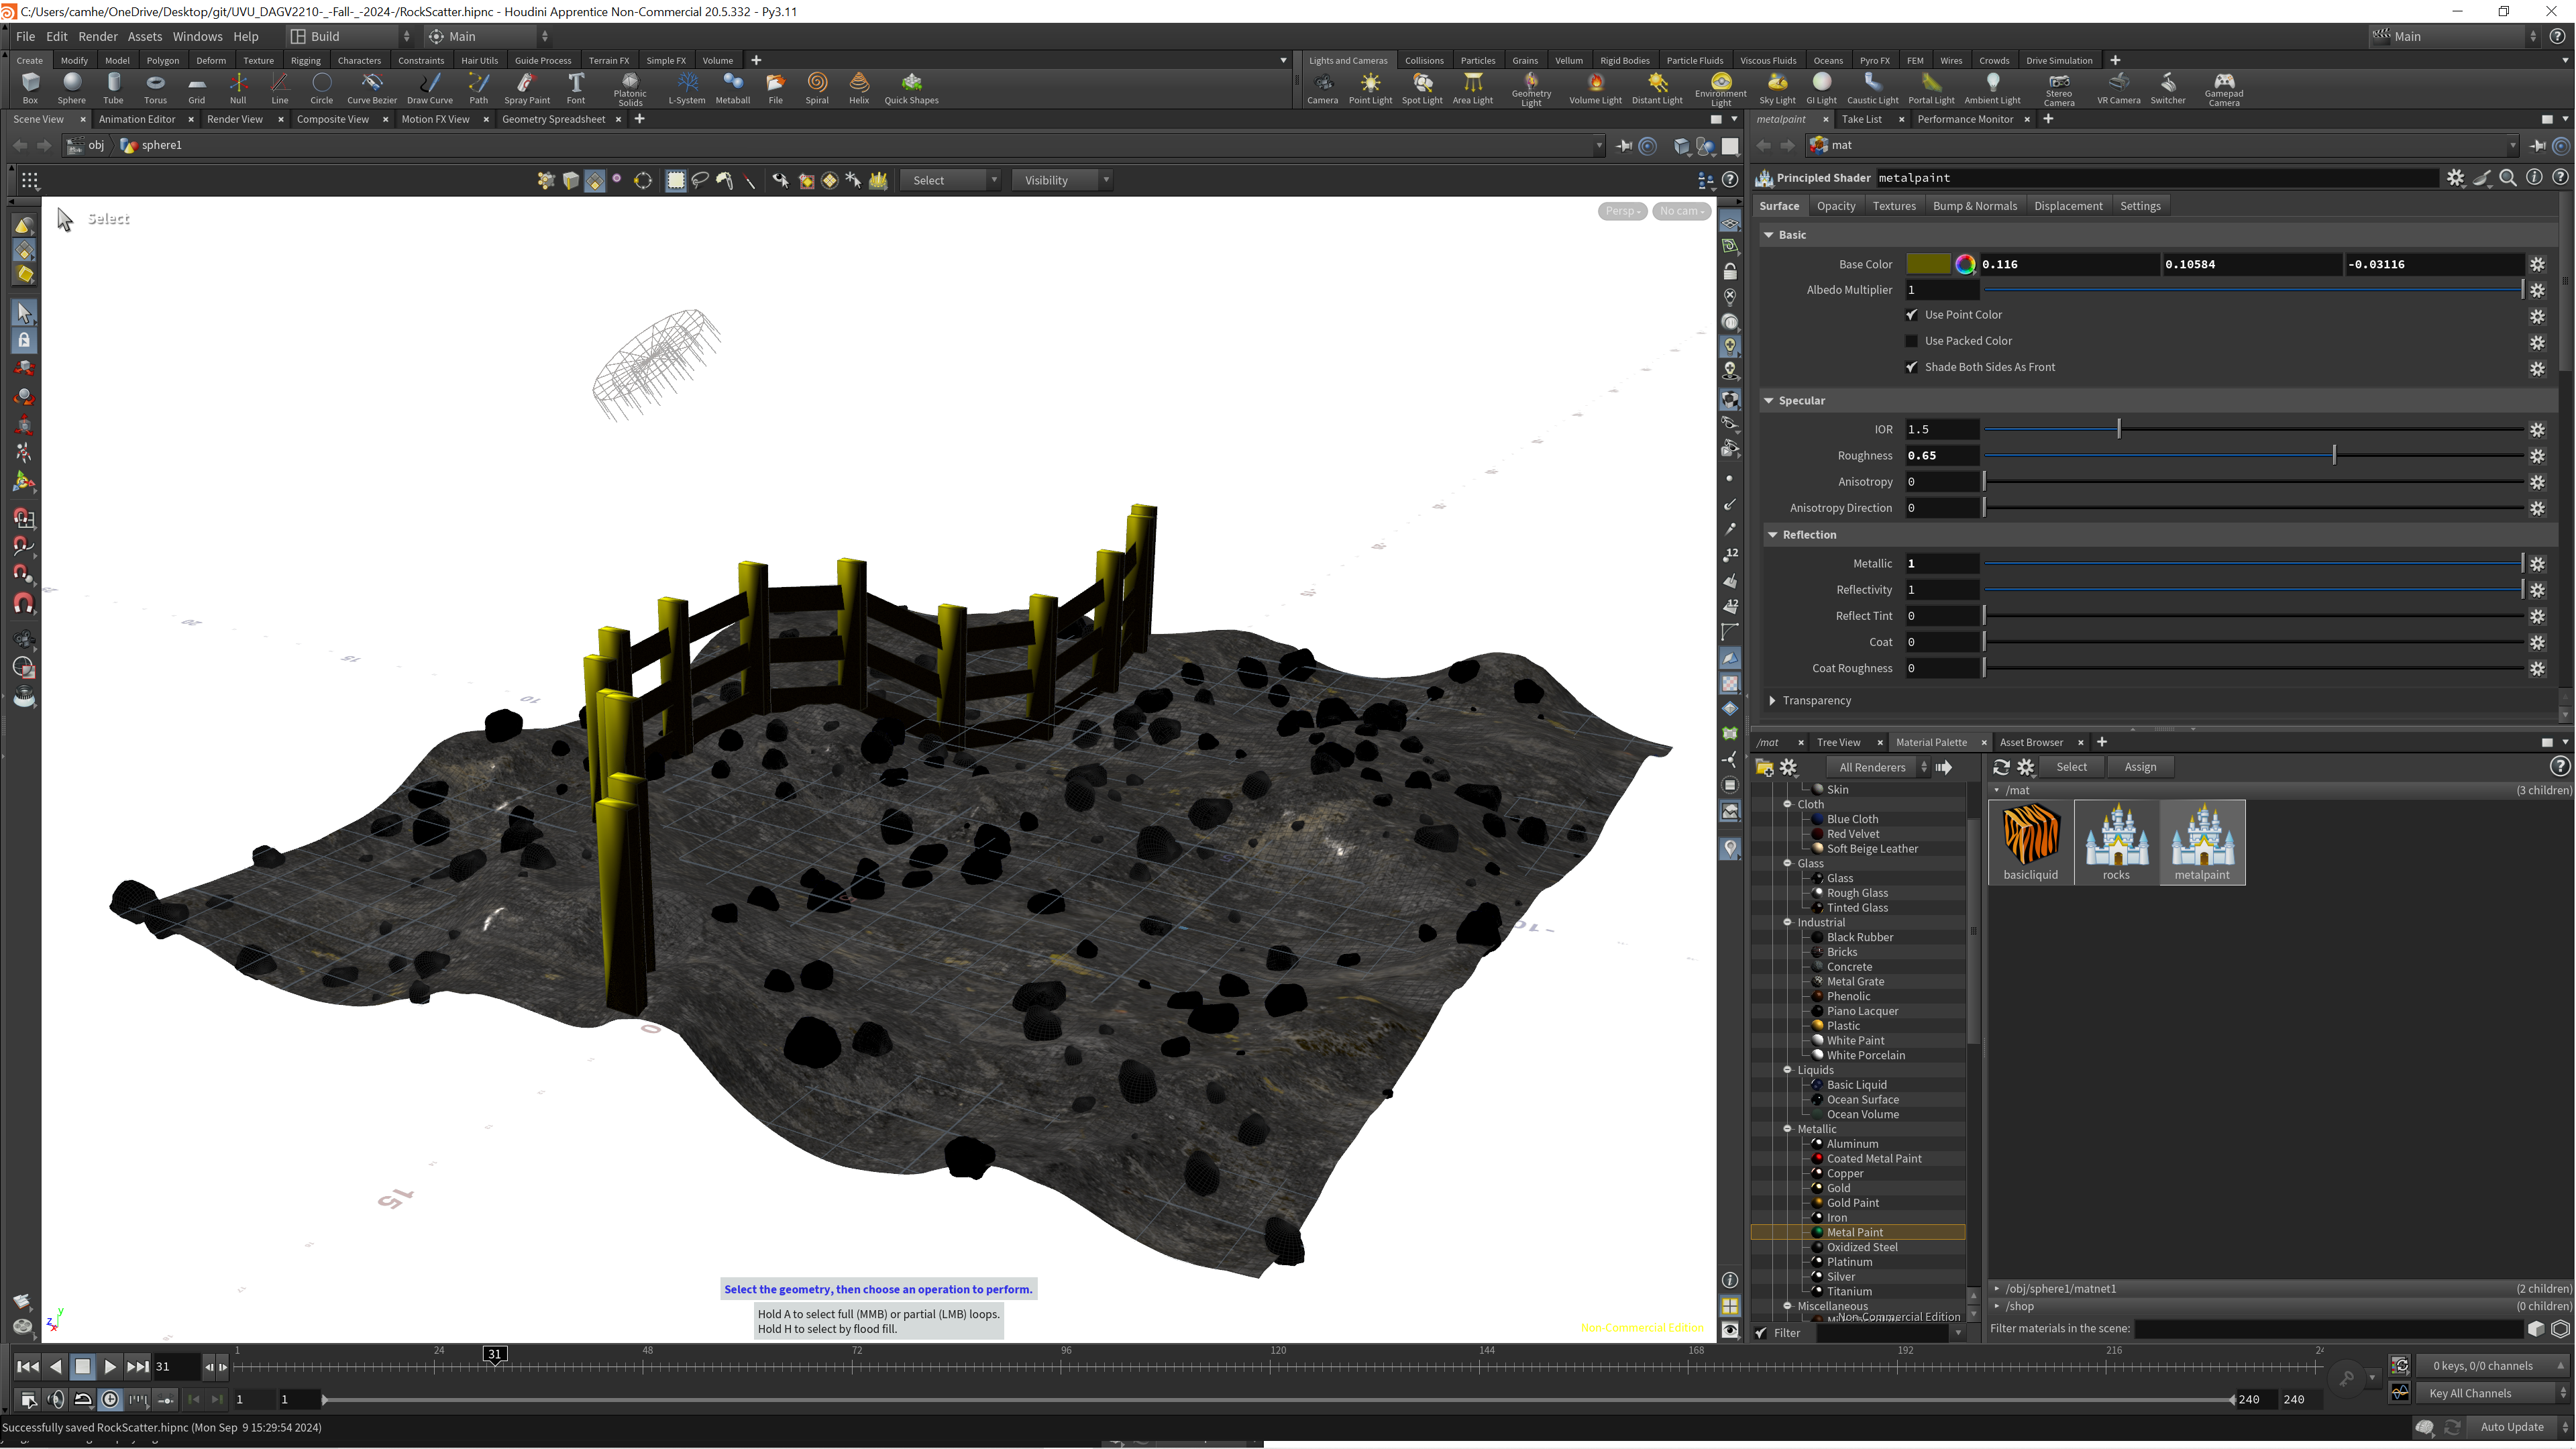 C:/Users/camhe/OneDrive/Desktop/git/UVU_DAGV2210-_-Fall-_-2024-/RockScatter.hipnc - Houdini Apprentice Non-Commercial 20.5.332 - Py3.11
File Edit Render Assets Windows Help Build Main Main
Create Modify Model Polygon Deform Texture Rigging Characters Constraints Hair Utils Guide Process Terrain FX Simple FX Volume
Lights and Cameras Collisions Particles Grains Vellum Rigid Bodies Particle Fluids Viscous Fluids Oceans Pyro FX FEM Wires Crowds Drive Simulation
Box Sphere Tube Torus Grid Null Line Circle Curve Bezier Draw Curve Path Spray Paint Font Platonic Solids L-System Metaball File Spiral Helix Quick Shapes
Camera Point Light Spot Light Area Light Geometry Light Volume Light Distant Light Environment Light Sky Light GI Light Caustic Light Portal Light Ambient Light Stereo Camera VR Camera Switcher Gamepad Camera
Scene View Animation Editor Render View Composite View Motion FX View Geometry Spreadsheet
metalpaint Take List Performance Monitor
obj sphere1
mat
Select Visibility
Principled Shader metalpaint
Select
Persp No cam
Surface Opacity Textures Bump & Normals Displacement Settings
Basic
Base Color 0.116 0.10584 -0.03116
Albedo Multiplier 1
Use Point Color
Use Packed Color
Shade Both Sides As Front
Specular
IOR 1.5
Roughness 0.65
Anisotropy 0
Anisotropy Direction 0
Reflection
Metallic 1
Reflectivity 1
Reflect Tint 0
Coat 0
Coat Roughness 0
Transparency
12
12
20
15
10
0
-10
15
/mat Tree View Material Palette Asset Browser
All Renderers Select Assign
Skin
Cloth
Blue Cloth
Red Velvet
Soft Beige Leather
Glass
Glass
Rough Glass
Tinted Glass
Industrial
Black Rubber
Bricks
Concrete
Metal Grate
Phenolic
Piano Lacquer
Plastic
White Paint
White Porcelain
Liquids
Basic Liquid
Ocean Surface
Ocean Volume
Metallic
Aluminum
Coated Metal Paint
Copper
Gold
Gold Paint
Iron
Metal Paint
Oxidized Steel
Platinum
Silver
Titanium
Miscellaneous
Non-Commercial Edition
Filter
/mat (3 children)
basicliquid rocks metalpaint
/obj/sphere1/matnet1 (2 children)
/shop (0 children)
Filter materials in the scene:
Select the geometry, then choose an operation to perform.
Hold A to select full (MMB) or partial (LMB) loops.
Hold H to select by flood fill.
Non-Commercial Edition
y
z x
31 1 24 31 48 72 96 120 144 168 192 216
0 keys, 0/0 channels
1 1 240 240
Key All Channels
Successfully saved RockScatter.hipnc (Mon Sep 9 15:29:54 2024)
Auto Update